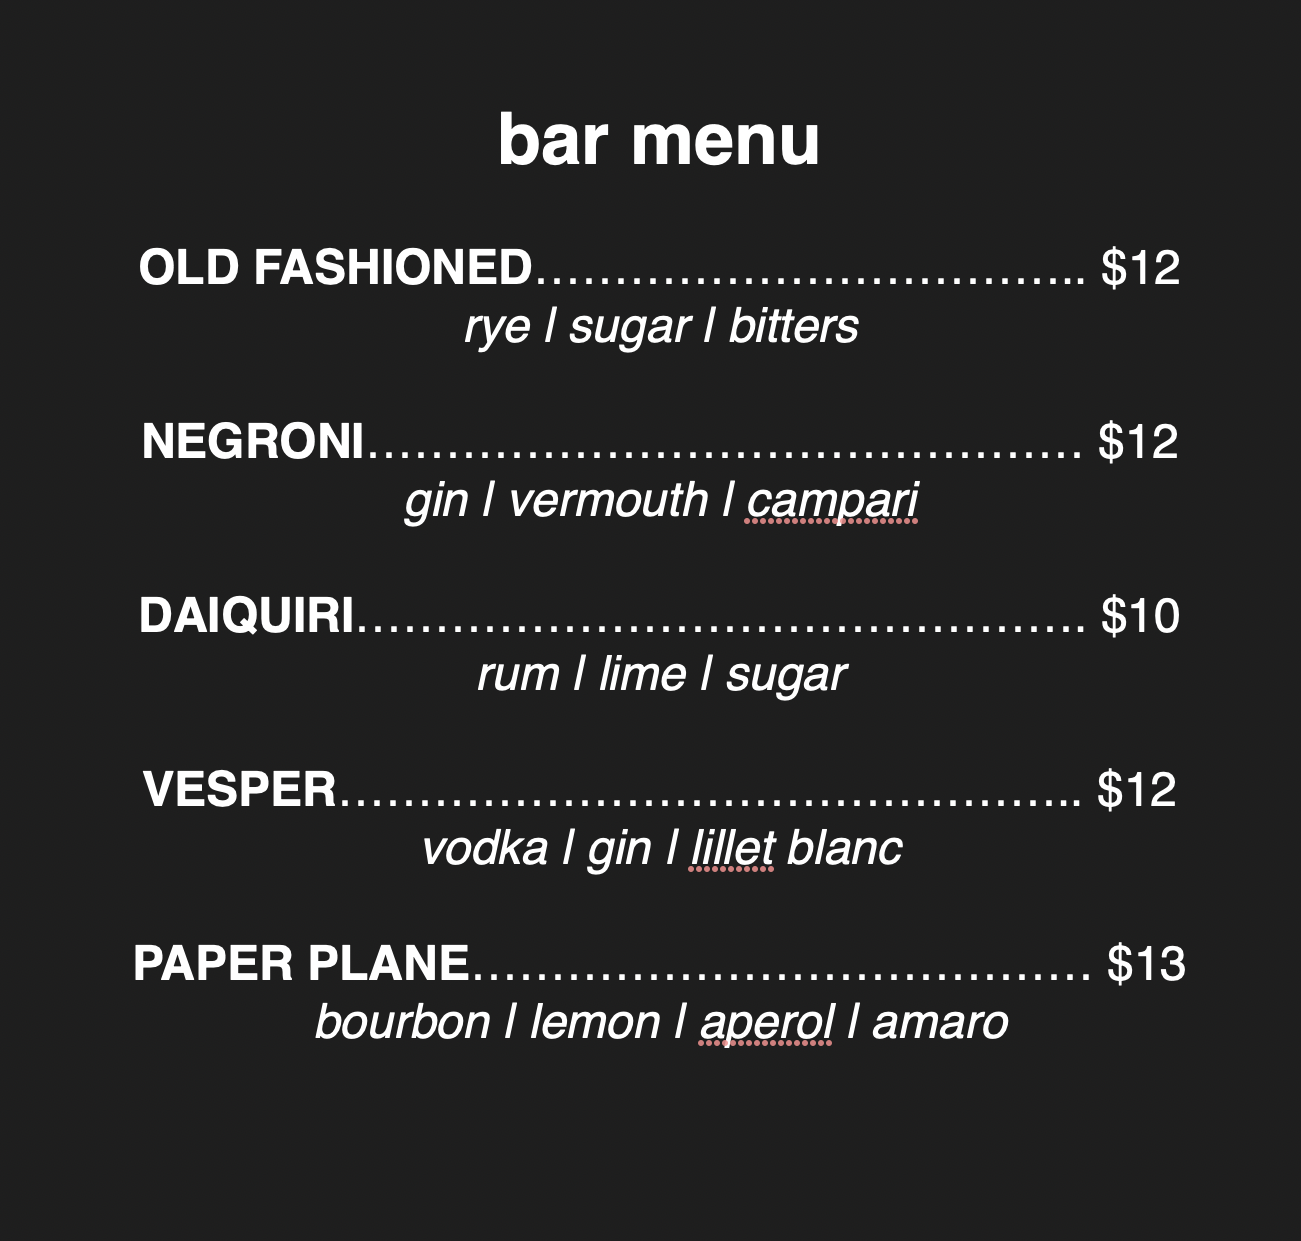 bar menu
OLD FASHIONED……………………………... $12
rye | sugar | bitters
NEGRONI……………………………………… $12
gin | vermouth | campari
DAIQUIRI………………………………………. $10
rum | lime | sugar
VESPER……………………………………….. $12
vodka | gin | lillet blanc
PAPER PLANE………………………………… $13
bourbon | lemon | aperol | amaro